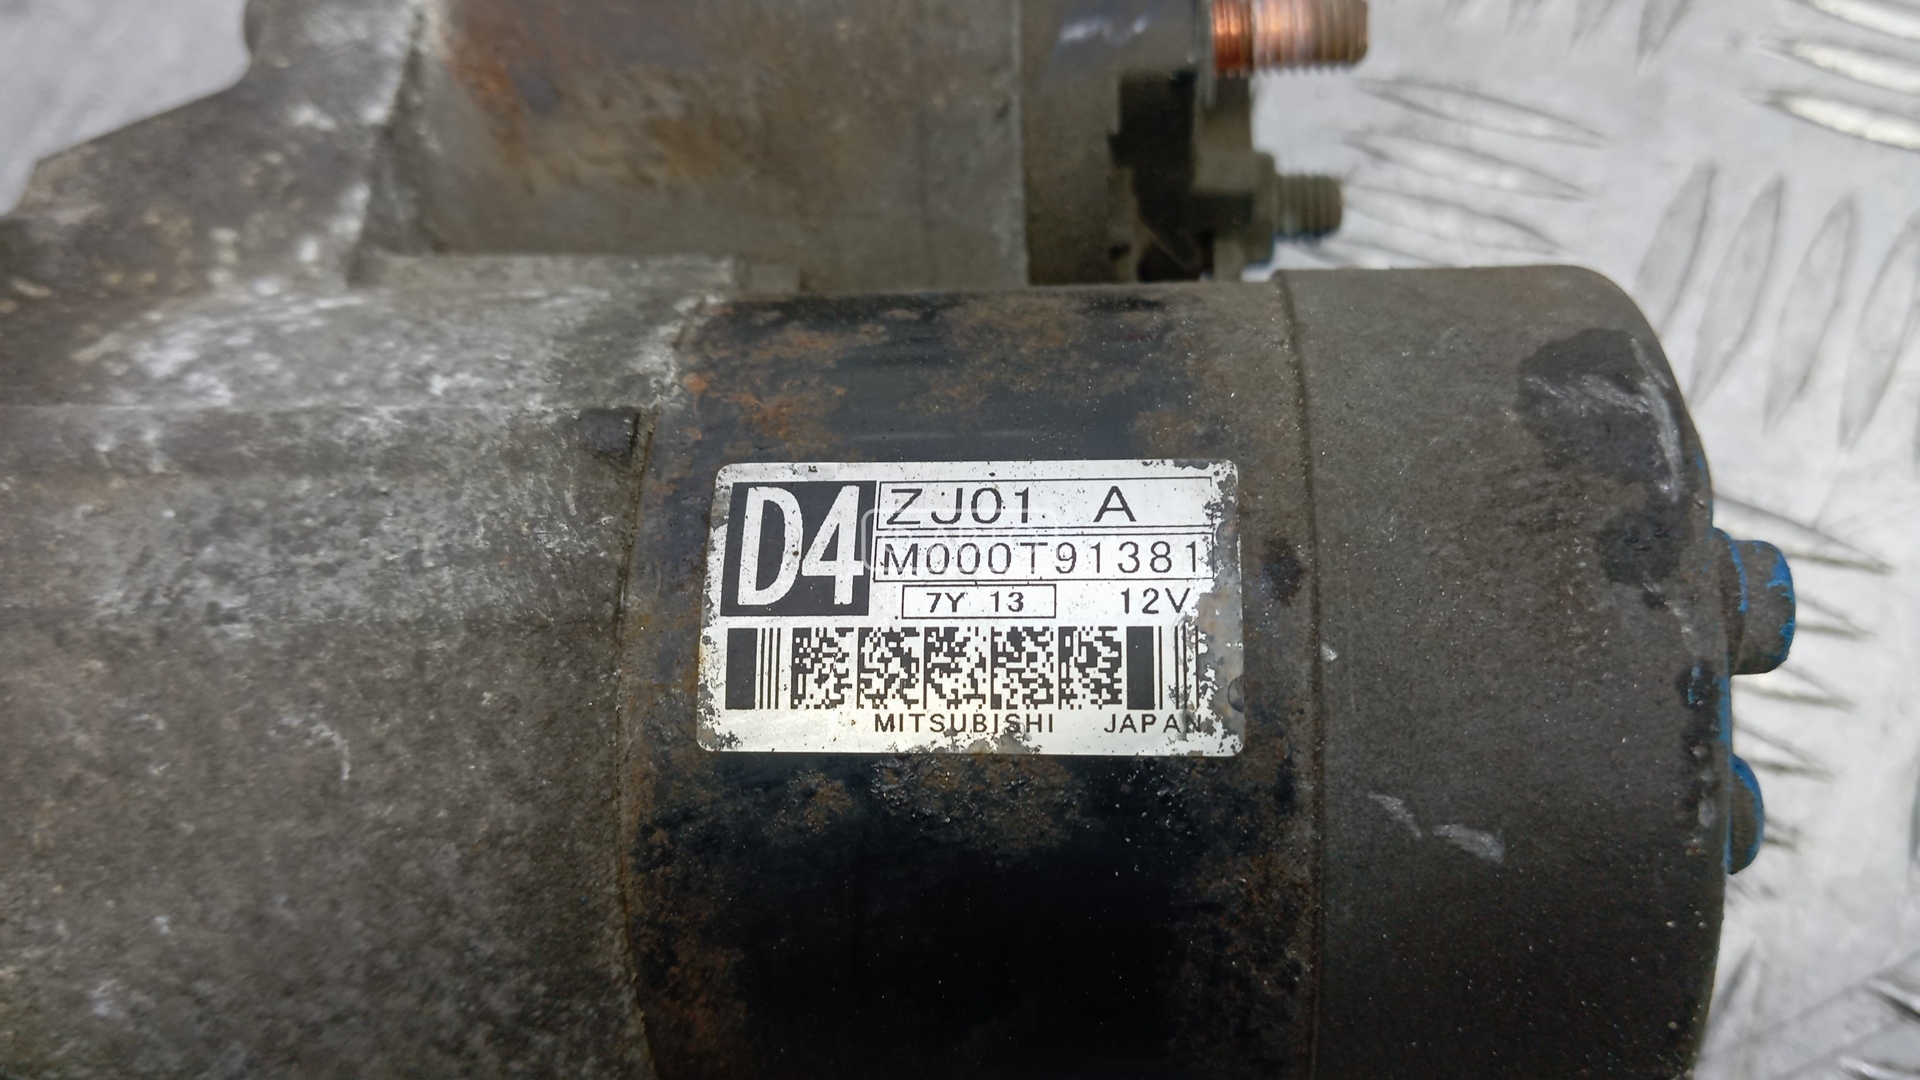 D4
ZJ01 A
M000T91381
7Y 13 12V
MITSUBISHI JAPAN